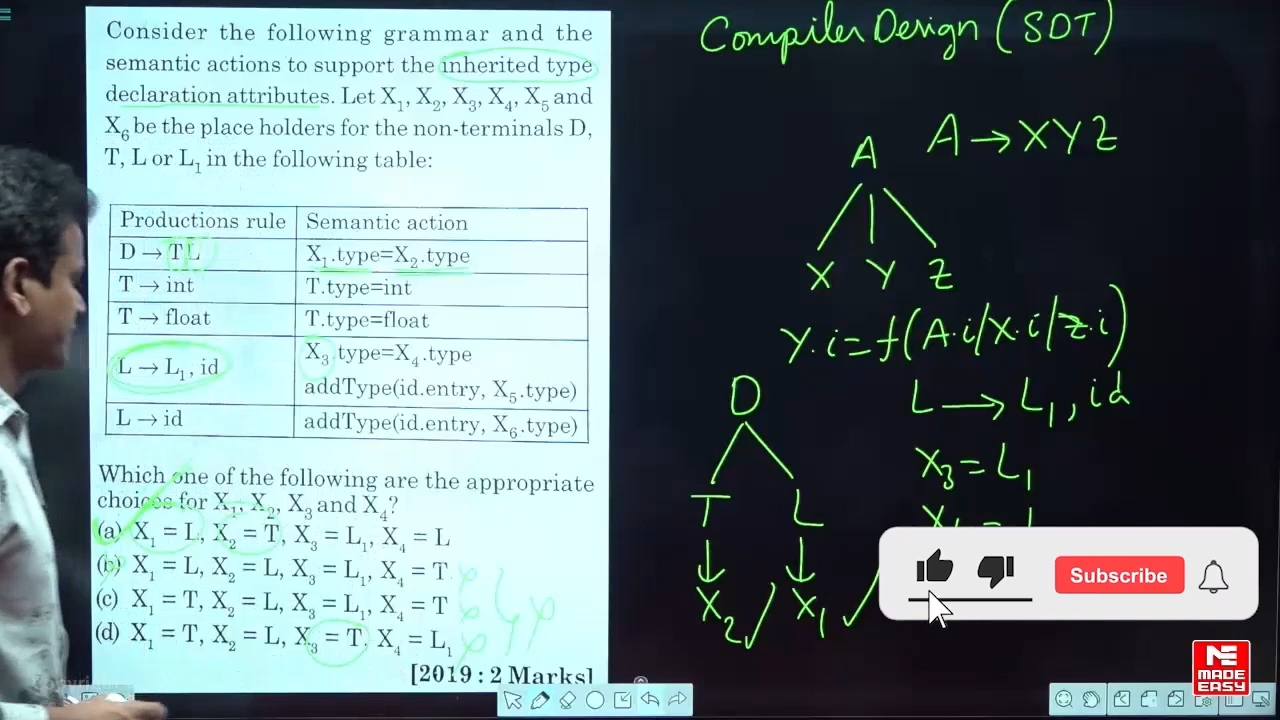 Consider the following grammar and the
semantic actions to support the inherited type
declaration attributes. Let X₁, X₂, X₃, X₄, X₅ and
X₆ be the place holders for the non-terminals D,
T, L or L₁ in the following table:
Productions rule Semantic action
D → TL X₁.type=X₂.type
T → int T.type=int
T → float T.type=float
L → L₁, id X₃.type=X₄.type
addType(id.entry, X₅.type)
L → id addType(id.entry, X₆.type)
Which one of the following are the appropriate
choices for X₁, X₂, X₃ and X₄?
(a) X₁ = L, X₂ = T, X₃ = L₁, X₄ = L
(b) X₁ = L, X₂ = L, X₃ = L₁, X₄ = T
(c) X₁ = T, X₂ = L, X₃ = L₁, X₄ = T
(d) X₁ = T, X₂ = L, X₃ = T. X₄ = L₁
[2019 : 2 Marks]
Compiler Design (SDT)
A A → XYZ
X Y Z
Y.i = f(A.i/X.i/Z.i)
D L → L₁, id
X₃ = L₁
T L
X₂ X₁
Subscribe
ME
MADE
EASY